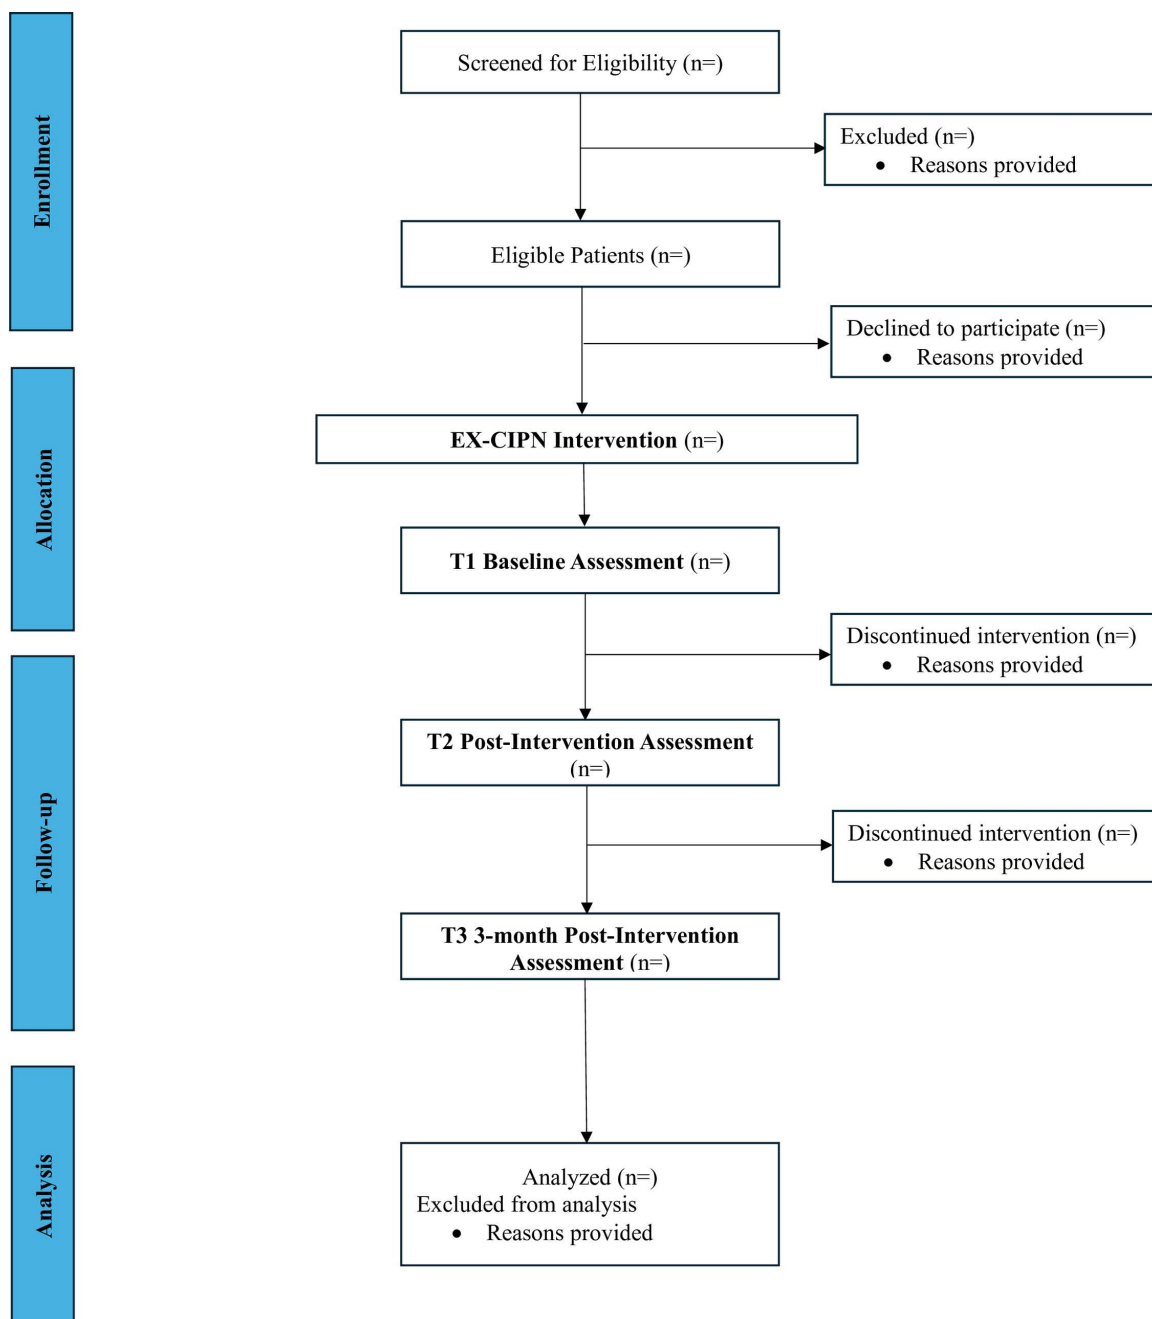 Enrollment
Screened for Eligibility (n=)
Excluded (n=)
• Reasons provided
Eligible Patients (n=)
Declined to participate (n=)
• Reasons provided
Allocation
EX-CIPN Intervention (n=)
T1 Baseline Assessment (n=)
Discontinued intervention (n=)
• Reasons provided
Follow-up
T2 Post-Intervention Assessment
(n=)
Discontinued intervention (n=)
• Reasons provided
T3 3-month Post-Intervention
Assessment (n=)
Analysis
Analyzed (n=)
Excluded from analysis
• Reasons provided